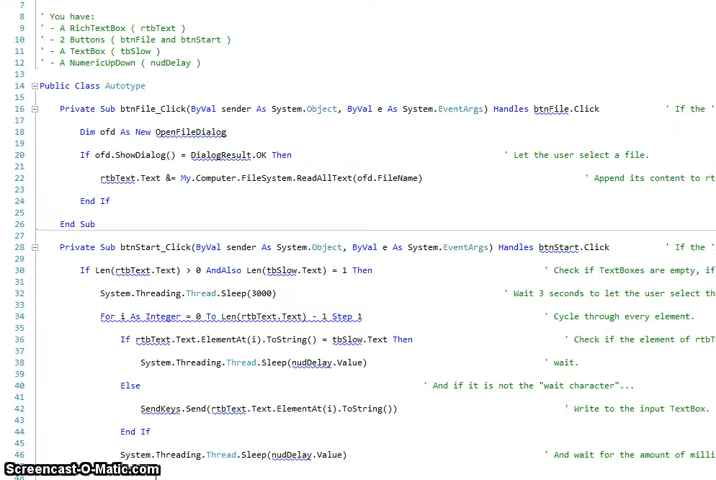 7
8 ' You have:
9 ' - A RichTextBox ( rtbText )
10 ' - 2 Buttons ( btnFile and btnStart )
11 ' - A TextBox ( tbSlow )
12 ' - A NumericUpDown ( nudDelay )
13
14 Public Class Autotype
15
16 Private Sub btnFile_Click(ByVal sender As System.Object, ByVal e As System.EventArgs) Handles btnFile.Click ' If the '
17
18 Dim ofd As New OpenFileDialog
19
20 If ofd.ShowDialog() = DialogResult.OK Then ' Let the user select a file.
21
22 rtbText.Text &= My.Computer.FileSystem.ReadAllText(ofd.FileName) ' Append its content to rt
23
24 End If
25
26 End Sub
27
28 Private Sub btnStart_Click(ByVal sender As System.Object, ByVal e As System.EventArgs) Handles btnStart.Click ' If the '
29
30 If Len(rtbText.Text) > 0 AndAlso Len(tbSlow.Text) = 1 Then ' Check if TextBoxes are empty, if
31
32 System.Threading.Thread.Sleep(3000) ' Wait 3 seconds to let the user select th
33
34 For i As Integer = 0 To Len(rtbText.Text) - 1 Step 1 ' Cycle through every element.
35
36 If rtbText.Text.ElementAt(i).ToString() = tbSlow.Text Then ' Check if the element of rtbT
37
38 System.Threading.Thread.Sleep(nudDelay.Value) ' wait.
39
40 Else ' And if it is not the "wait character"...
41
42 SendKeys.Send(rtbText.Text.ElementAt(i).ToString()) ' Write to the input TextBox.
43
44 End If
45
46 System.Threading.Thread.Sleep(nudDelay.Value) ' And wait for the amount of milli
Screencast-O-Matic.com
48